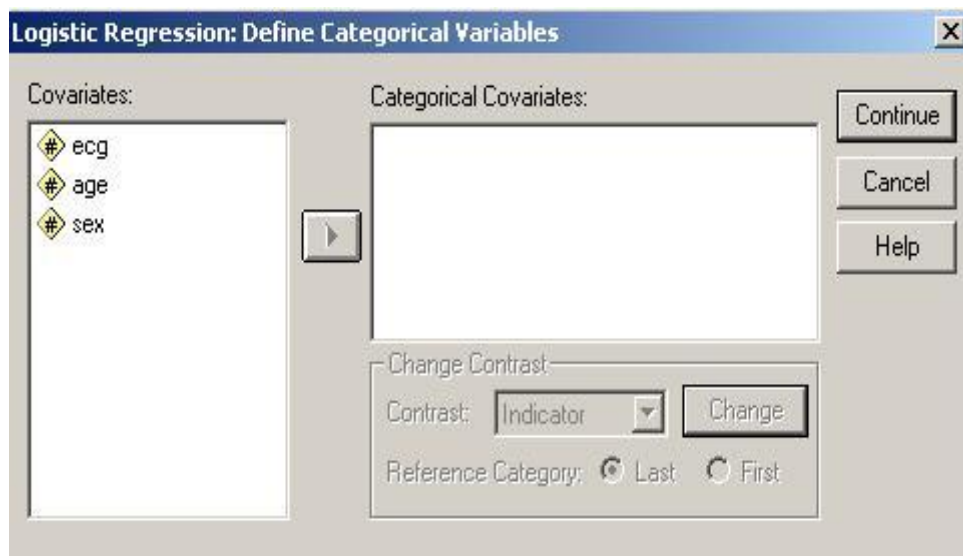 Logistic Regression: Define Categorical Variables
Covariates:
ecg
age
sex
Categorical Covariates:
Continue
Cancel
Help
Change Contrast
Contrast: Indicator Change
Reference Category: Last First